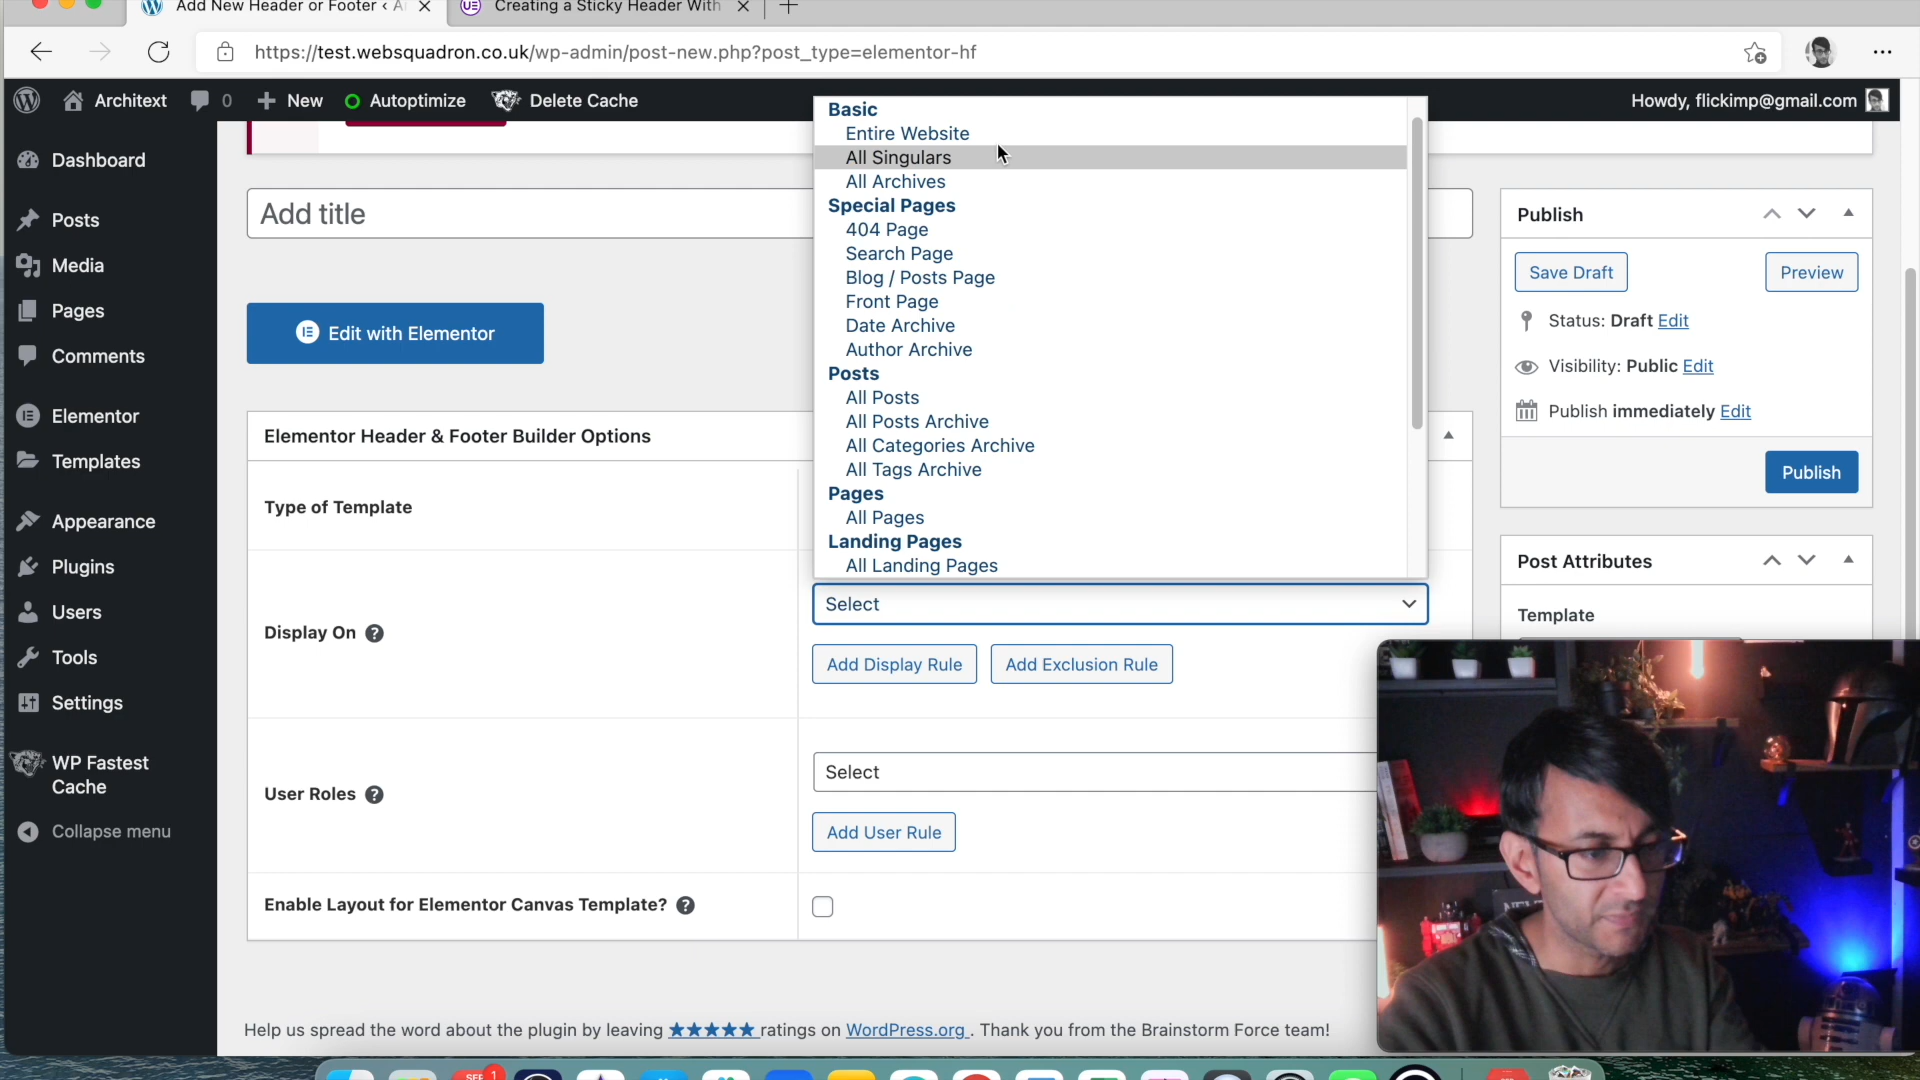 Add New Header or Footer ‹ A
Creating a Sticky Header With
https://test.websquadron.co.uk/wp-admin/post-new.php?post_type=elementor-hf
Architext
0
New
Autoptimize
Delete Cache
Howdy, flickimp@gmail.com
Dashboard
Posts
Media
Pages
Comments
Elementor
Templates
Appearance
Plugins
Users
Tools
Settings
WP Fastest
Cache
Collapse menu
Add title
Edit with Elementor
Elementor Header & Footer Builder Options
Type of Template
Display On
User Roles
Enable Layout for Elementor Canvas Template?
Basic
Entire Website
All Singulars
All Archives
Special Pages
404 Page
Search Page
Blog / Posts Page
Front Page
Date Archive
Author Archive
Posts
All Posts
All Posts Archive
All Categories Archive
All Tags Archive
Pages
All Pages
Landing Pages
All Landing Pages
Select
Add Display Rule
Add Exclusion Rule
Select
Add User Rule
Publish
Save Draft
Preview
Status: Draft Edit
Visibility: Public Edit
Publish immediately Edit
Publish
Post Attributes
Template
Help us spread the word about the plugin by leaving ★★★★★ ratings on WordPress.org . Thank you from the Brainstorm Force team!
SEP 1